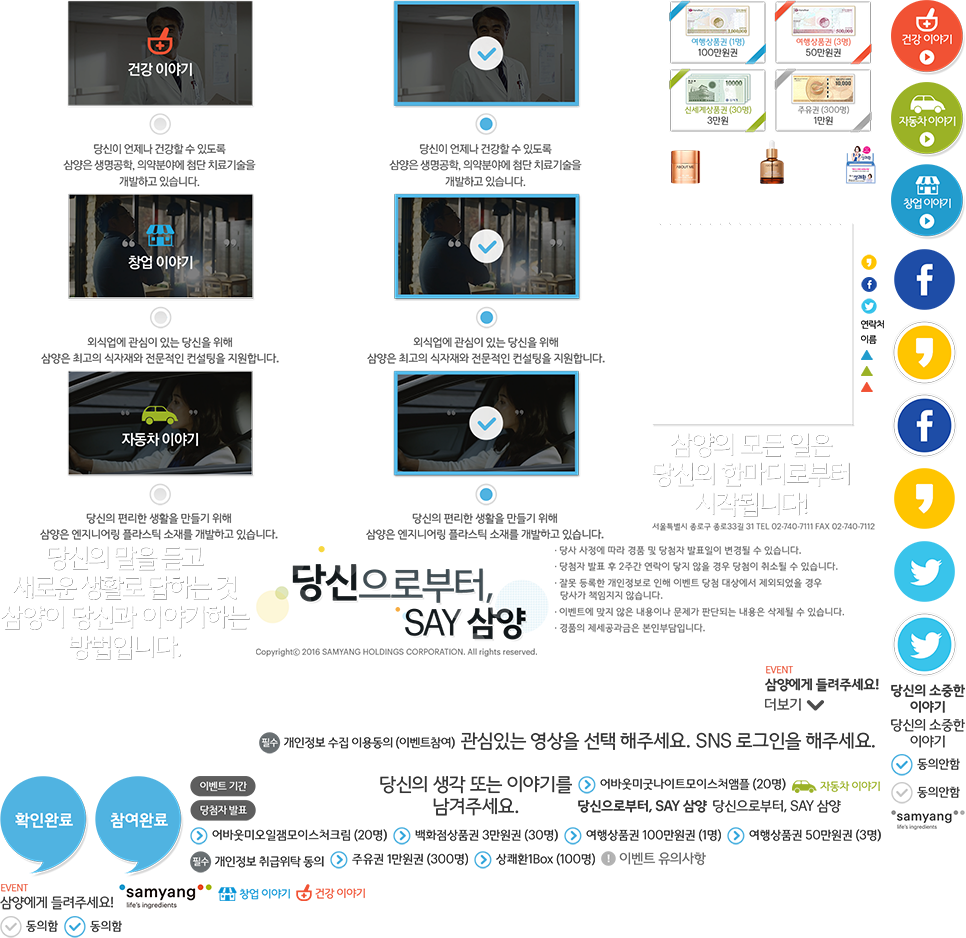 건강 이야기
당신이 언제나 건강할 수 있도록
삼양은 생명공학, 의약분야에 첨단 치료기술을
개발하고 있습니다.
당신이 언제나 건강할 수 있도록
삼양은 생명공학, 의약분야에 첨단 치료기술을
개발하고 있습니다.
창업 이야기
외식업에 관심이 있는 당신을 위해
삼양은 최고의 식자재와 전문적인 컨설팅을 지원합니다.
외식업에 관심이 있는 당신을 위해
삼양은 최고의 식자재와 전문적인 컨설팅을 지원합니다.
자동차 이야기
당신의 편리한 생활을 만들기 위해
삼양은 엔지니어링 플라스틱 소재를 개발하고 있습니다.
당신의 편리한 생활을 만들기 위해
삼양은 엔지니어링 플라스틱 소재를 개발하고 있습니다.
여행상품권 (1명)
100만원권
여행상품권 (3명)
50만원권
신세계상품권 (30명)
3만원
주유권 (300명)
1만원
ABOUT ME
건강 이야기
자동차 이야기
창업 이야기
연락처
이름
삼양의 모든 일은
당신의 한마디로부터
시작됩니다!
서울특별시 종로구 종로33길 31 TEL 02-740-7111 FAX 02-740-7112
당신의 말을 듣고
새로운 생활로 답하는 것
삼양이 당신과 이야기하는
방법입니다.
당신으로부터,
SAY 삼양
Copyrightⓒ 2016 SAMYANG HOLDINGS CORPORATION. All rights reserved.
· 당사 사정에 따라 경품 및 당첨자 발표일이 변경될 수 있습니다.
· 당첨자 발표 후 2주간 연락이 닿지 않을 경우 당첨이 취소될 수 있습니다.
· 잘못 등록한 개인정보로 인해 이벤트 당첨 대상에서 제외되었을 경우
당사가 책임지지 않습니다.
· 이벤트에 맞지 않은 내용이나 문제가 판단되는 내용은 삭제될 수 있습니다.
· 경품의 제세공과금은 본인부담입니다.
EVENT
삼양에게 들려주세요!
더보기
당신의 소중한
이야기
당신의 소중한
이야기
동의안함
동의안함
samyang
life's ingredients
필수 개인정보 수집 이용동의 (이벤트참여)
관심있는 영상을 선택 해주세요.
SNS 로그인을 해주세요.
확인완료
참여완료
이벤트 기간
당첨자 발표
당신의 생각 또는 이야기를
남겨주세요.
어바웃미굿나이트모이스처앰플 (20명)
자동차 이야기
당신으로부터, SAY 삼양
당신으로부터, SAY 삼양
어바웃미오일잼모이스처크림 (20명)
백화점상품권 3만원권 (30명)
여행상품권 100만원권 (1명)
여행상품권 50만원권 (3명)
필수 개인정보 취급위탁 동의
주유권 1만원권 (300명)
상쾌환1Box (100명)
이벤트 유의사항
EVENT
삼양에게 들려주세요!
samyang
life's ingredients
창업 이야기
건강 이야기
동의함
동의함